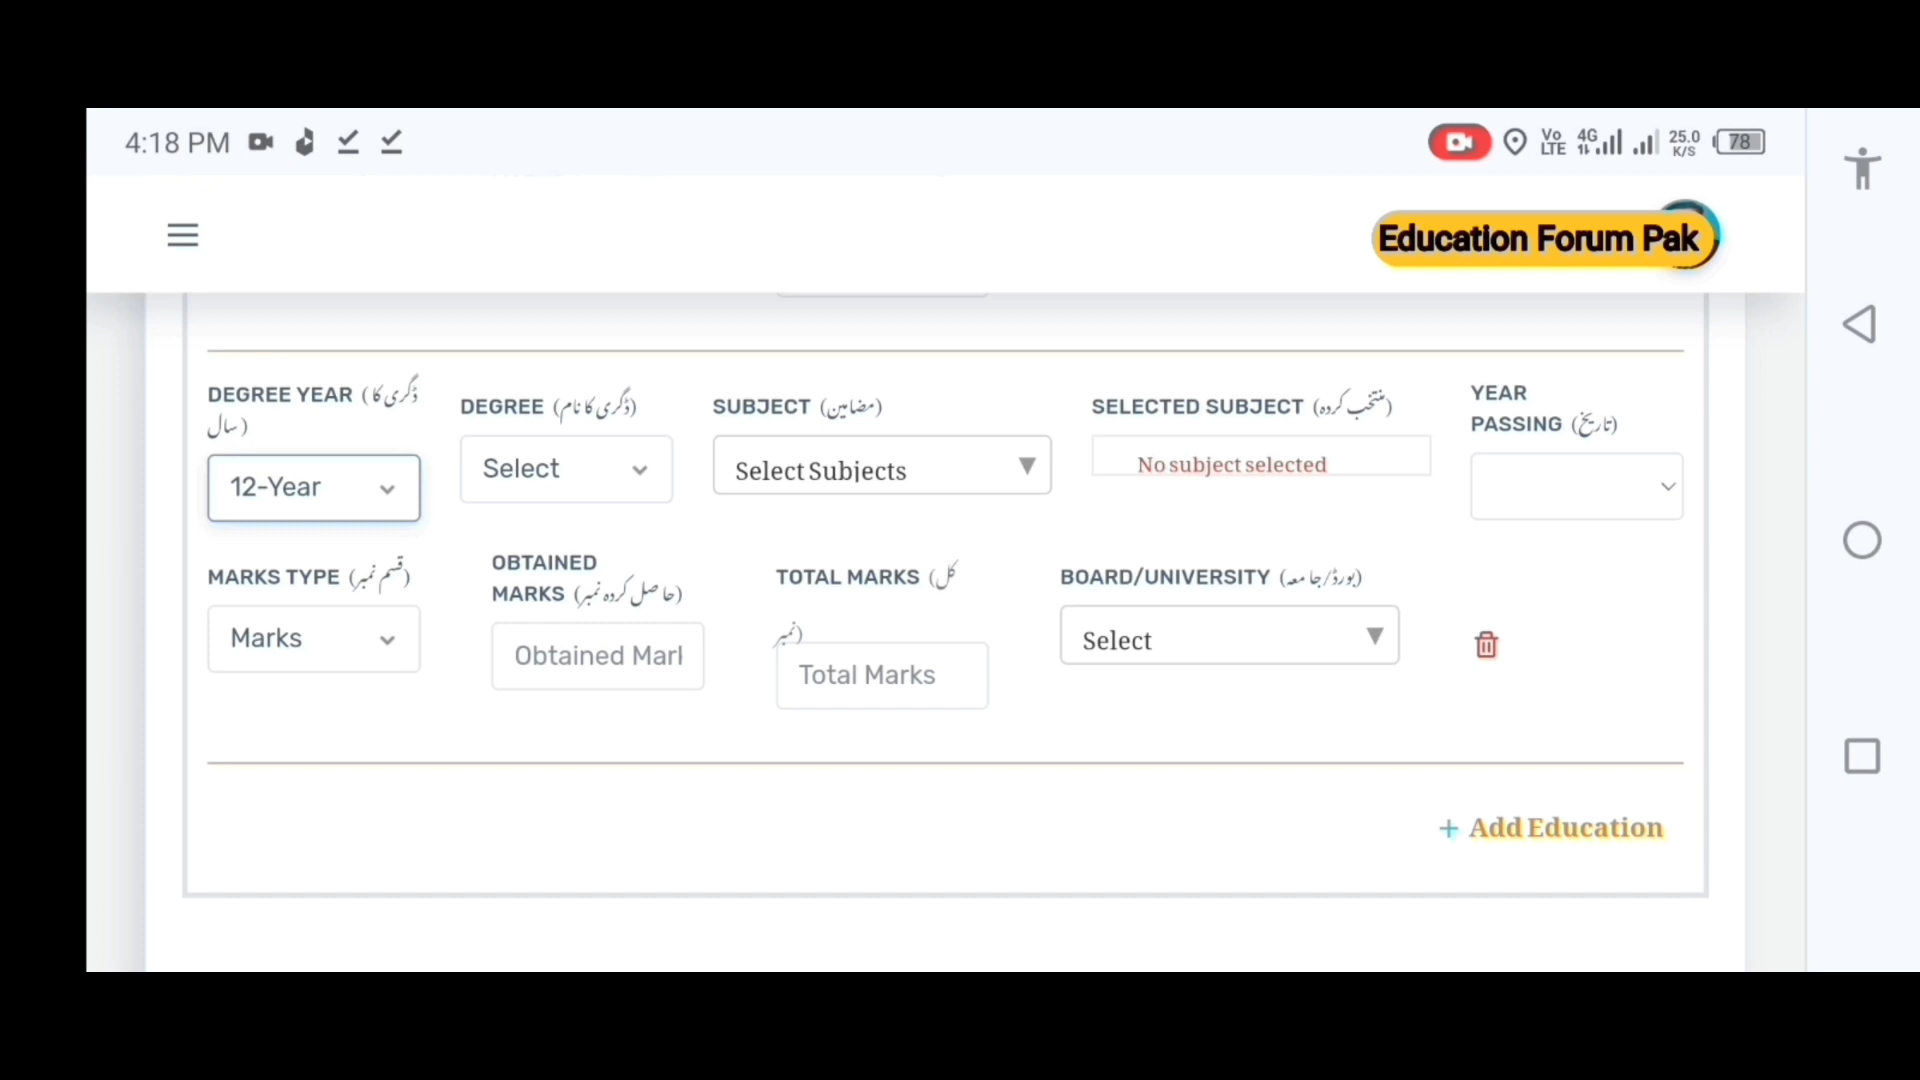 4:18 PM
Vo LTE 4G 25.0 K/S 78
Education Forum Pak
DEGREE YEAR (ڈگری کا
سال)
DEGREE (ڈگری کا نام)
SUBJECT (مضامین)
SELECTED SUBJECT (منتخب کردہ)
YEAR
PASSING (تاریخ)
12-Year
Select
Select Subjects
No subject selected
MARKS TYPE (قسم نمبر)
OBTAINED
MARKS (حاصل کردہ نمبر)
TOTAL MARKS (کل
نمبر)
BOARD/UNIVERSITY (بورڈ/جامعہ)
Marks
Obtained Marl
Total Marks
Select
+ Add Education